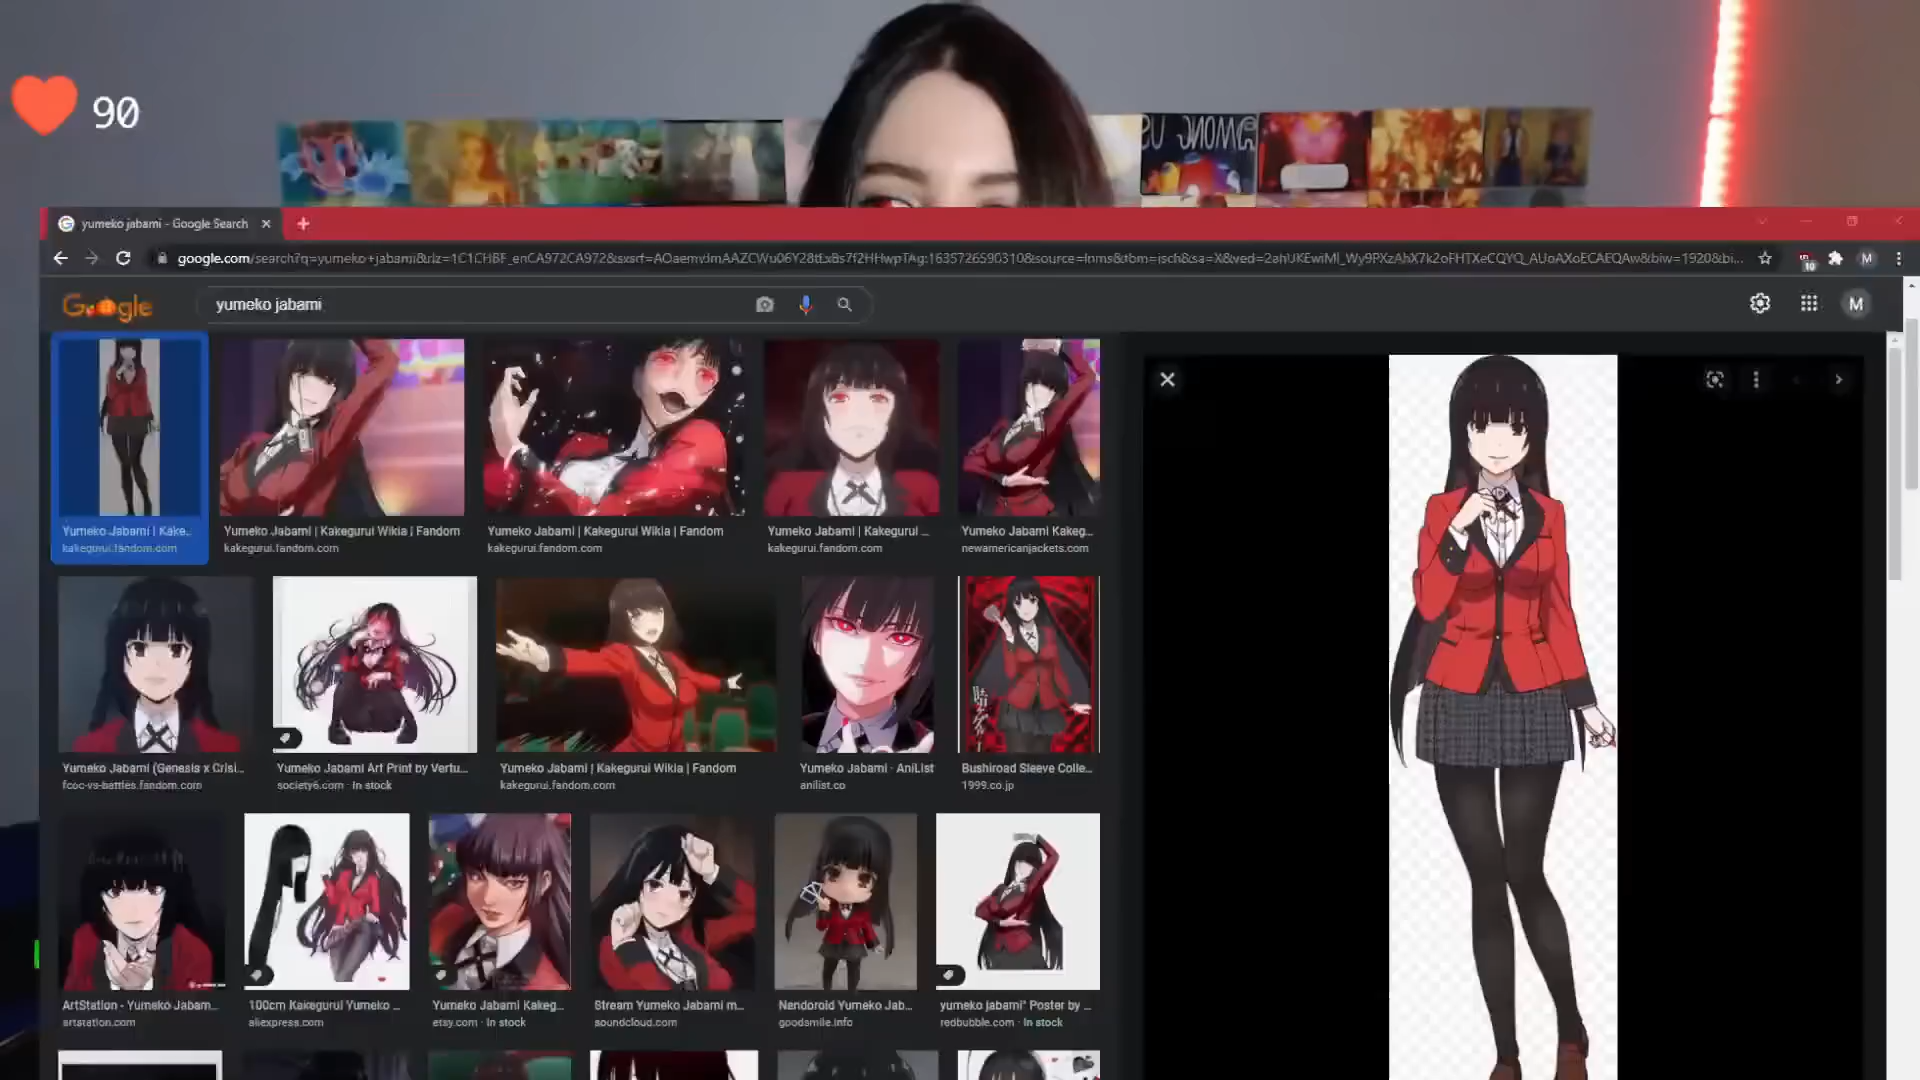 90
yumeko jabami - Google Search
google.com
Google
yumeko jabami
M
M
10
Yumeko Jabami | Kake...
kakegurui.fandom.com
Yumeko Jabami | Kakegurui Wikia | Fandom
kakegurui.fandom.com
Yumeko Jabami | Kakegurui Wikia | Fandom
kakegurui.fandom.com
Yumeko Jabami | Kakegurui ...
kakegurui.fandom.com
Yumeko Jabami Kakeg...
newamericanjackets.com
Yumeko Jabami (Genesis x Crisi...
fcoc-vs-battles.fandom.com
Yumeko Jabami Art Print by Vertu...
society6.com · In stock
Yumeko Jabami | Kakegurui Wikia | Fandom
kakegurui.fandom.com
Yumeko Jabami · AniList
anilist.co
Bushiroad Sleeve Colle...
1999.co.jp
ArtStation - Yumeko Jabam...
artstation.com
100cm Kakegurui Yumeko ...
aliexpress.com
Yumeko Jabami Kakeg...
etsy.com · In stock
Stream Yumeko Jabami m...
soundcloud.com
Nendoroid Yumeko Jab...
goodsmile.info
yumeko jabami" Poster by ...
redbubble.com · In stock